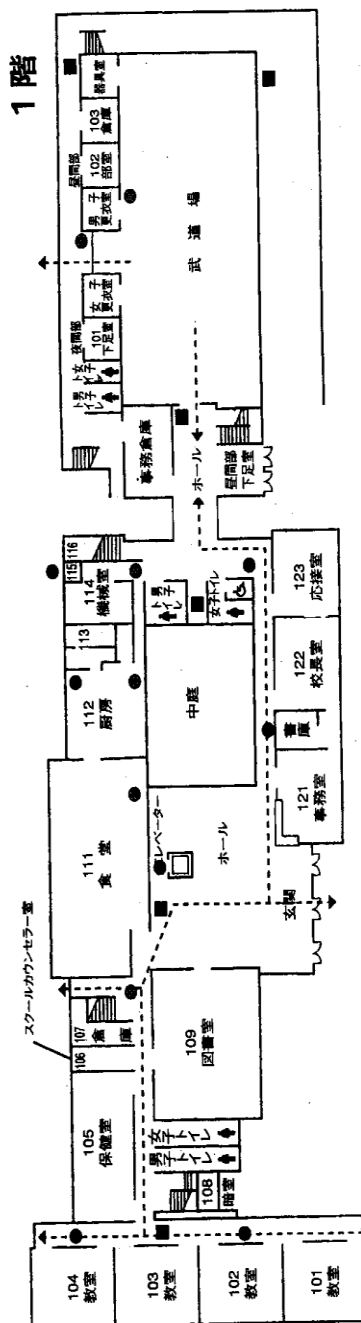 1階
器具室
103
倉庫
昼間部
102
部室
男子
更衣室
女子
更衣室
夜間部
101
下足室
女子
トイレ
男子
トイレ
武道場
事務倉庫
ホール
昼間部
下足室
116
115
114
機械室
113
112
厨房
男子
トイレ
女子トイレ
中庭
123
応接室
122
校長室
書庫
121
事務室
111
食堂
エレベーター
ホール
玄関
スクールカウンセラー室
107
倉庫
106
105
保健室
109
図書室
女子
トイレ
男子
トイレ
108
暗室
104
教室
103
教室
102
教室
101
教室